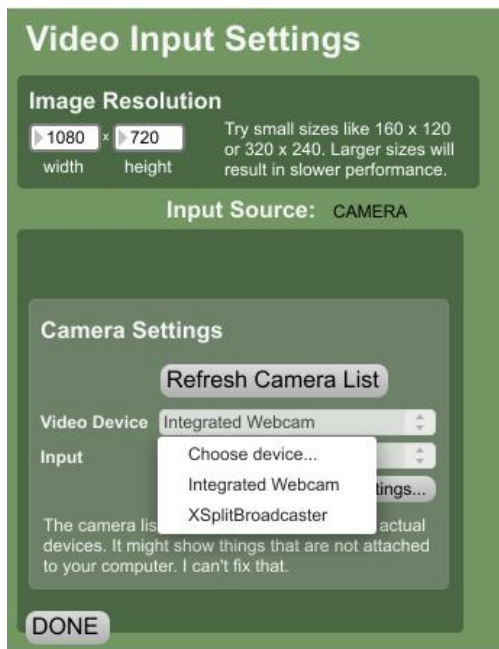 Video Input Settings
Image Resolution
1080 x 720
width height
Try small sizes like 160 x 120
or 320 x 240. Larger sizes will
result in slower performance.
Input Source: CAMERA
Camera Settings
Refresh Camera List
Video Device Integrated Webcam
Input
Choose device...
Integrated Webcam
XSplitBroadcaster
tings...
The camera lis actual
devices. It might show things that are not attached
to your computer. I can't fix that.
DONE